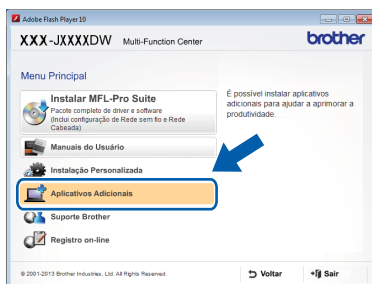 Adobe Flash Player 10
XXX-JXXXXDW Multi-Function Center
brother
Menu Principal
Instalar MFL-Pro Suite
Pacote completo de driver e software
(Inclui configuração de Rede sem fio e Rede
Cabeada)
Manuais do Usuário
Instalação Personalizada
Aplicativos Adicionais
Suporte Brother
Registro on-line
É possível instalar aplicativos
adicionais para ajudar a aprimorar a
produtividade.
© 2001-2013 Brother Industries, Ltd. All Rights Reserved.
Voltar
Sair